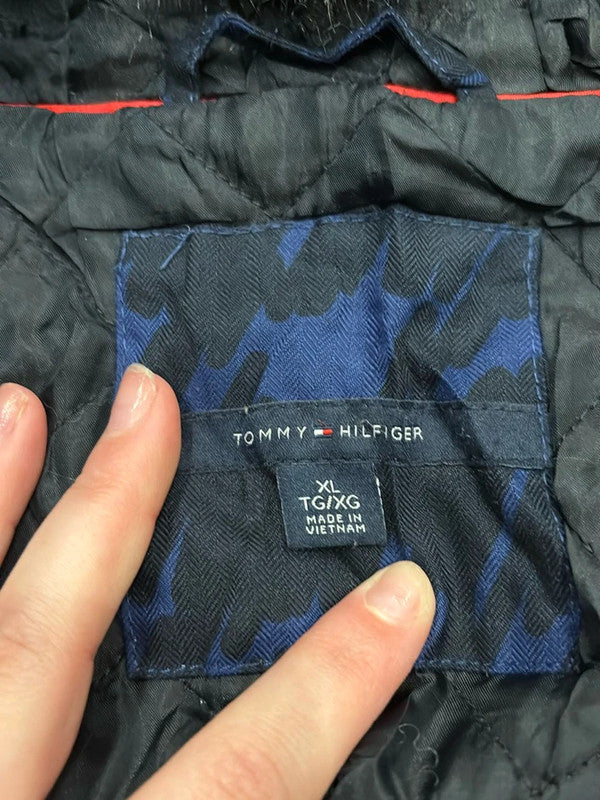 TOMMY HILFIGER
XL
TG/XG
MADE IN
VIETNAM